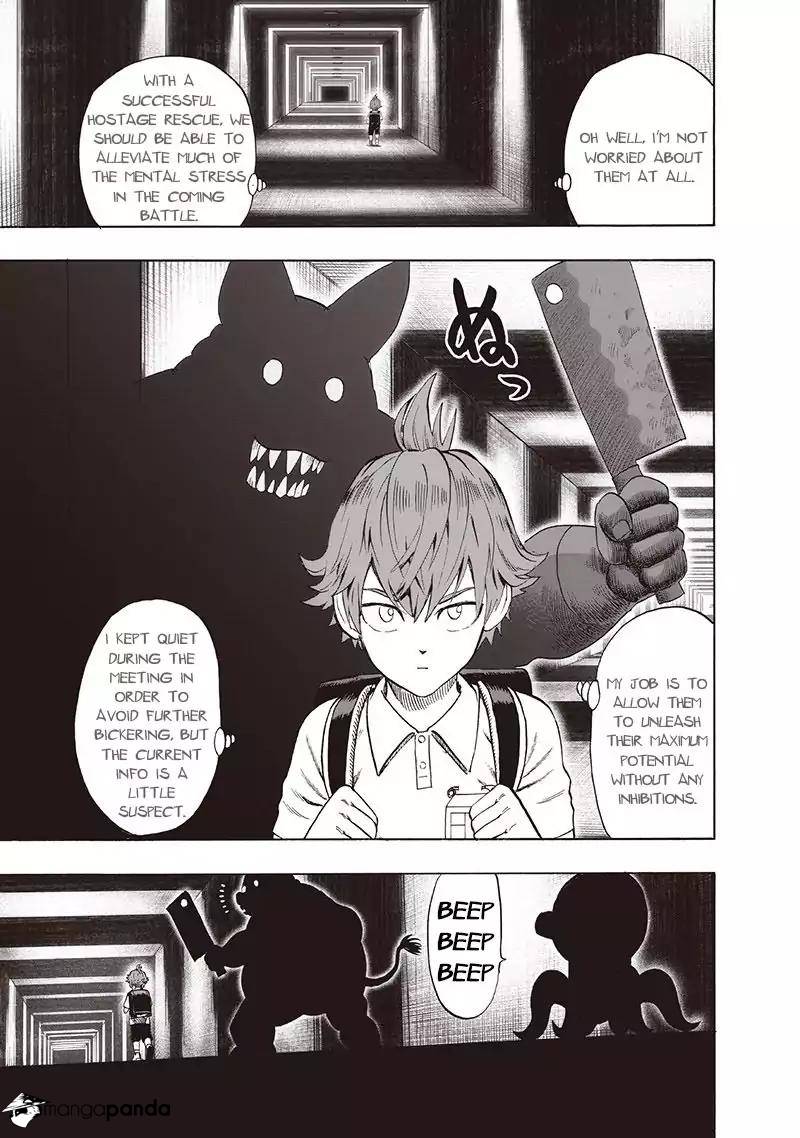 OH WELL, I'M NOT
WORRIED ABOUT
THEM AT ALL.
WITH A
SUCCESSFUL
HOSTAGE RESCUE, WE
SHOULD BE ABLE TO
ALLEVIATE MUCH OF
THE MENTAL STRESS
IN THE COMING
BATTLE.
ぬっ
MY JOB IS TO
ALLOW THEM
TO UNLEASH
THEIR MAXIMUM
POTENTIAL
WITHOUT ANY
INHIBITIONS.
I KEPT QUIET
DURING THE
MEETING IN
ORDER TO
AVOID FURTHER
BICKERING, BUT
THE CURRENT
INFO IS A
LITTLE
SUSPECT.
BEEP
BEEP
BEEP
mangapanda